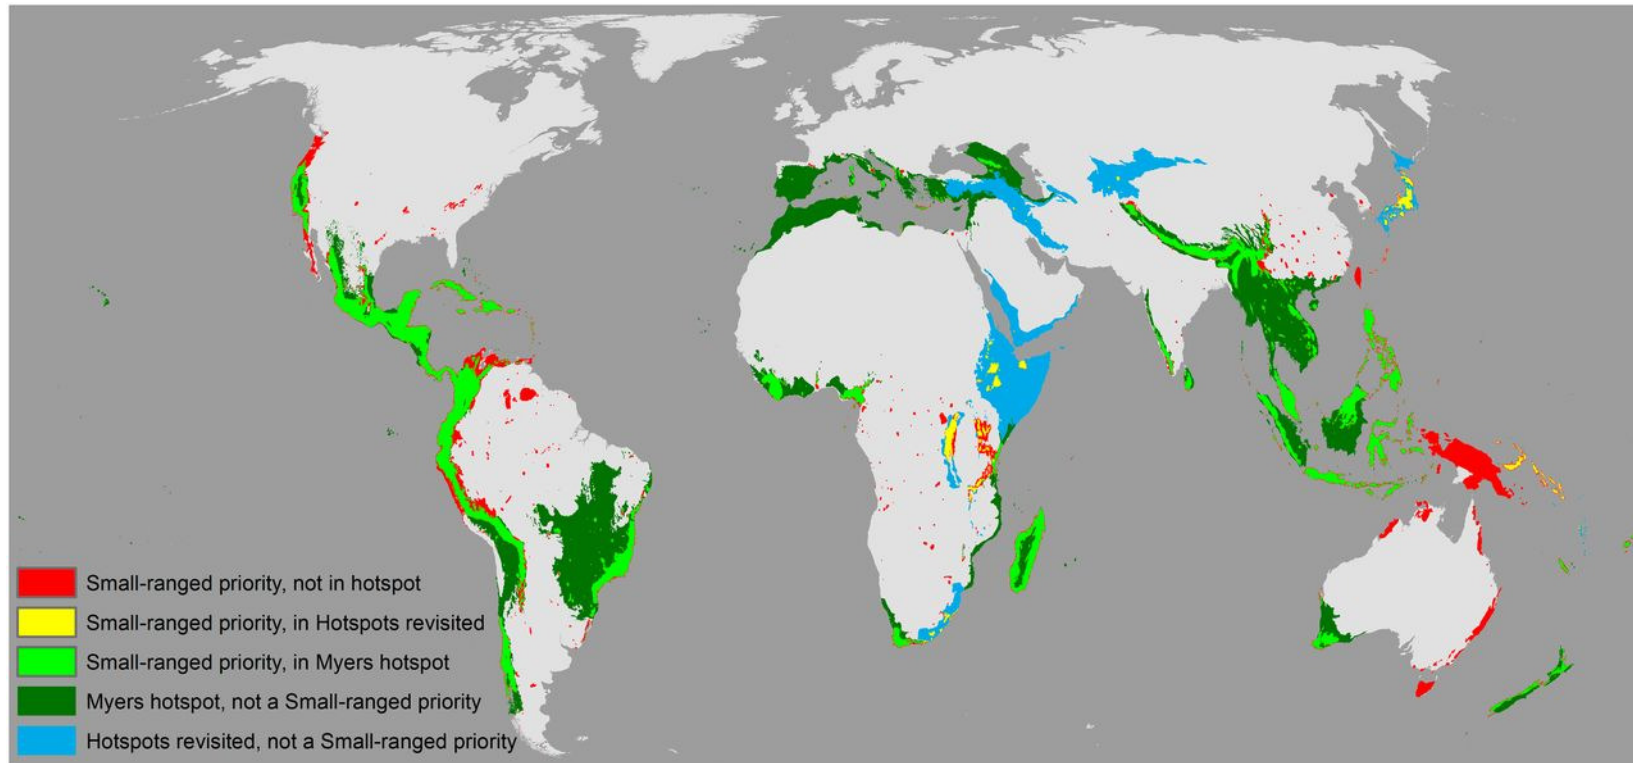 Small-ranged priority, not in hotspot
Small-ranged priority, in Hotspots revisited
Small-ranged priority, in Myers hotspot
Myers hotspot, not a Small-ranged priority
Hotspots revisited, not a Small-ranged priority